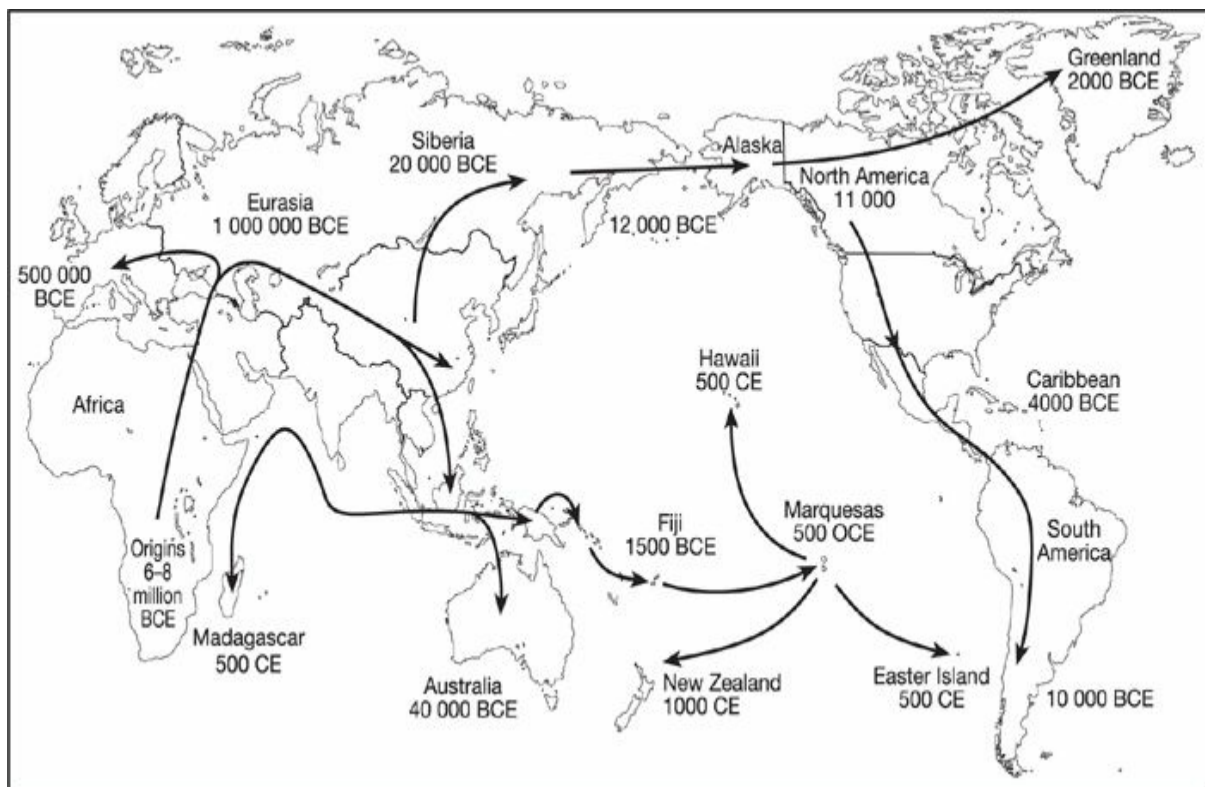 Greenland
2000 BCE
Siberia
20 000 BCE
Alaska
North America
11 000
Eurasia
1 000 000 BCE
12 000 BCE
500 000
BCE
Hawaii
500 CE
Caribbean
4000 BCE
Africa
Fiji
1500 BCE
Marquesas
500 OCE
South
America
Origins
6–8
million
BCE
Madagascar
500 CE
Australia
40 000 BCE
New Zealand
1000 CE
Easter Island
500 CE
10 000 BCE